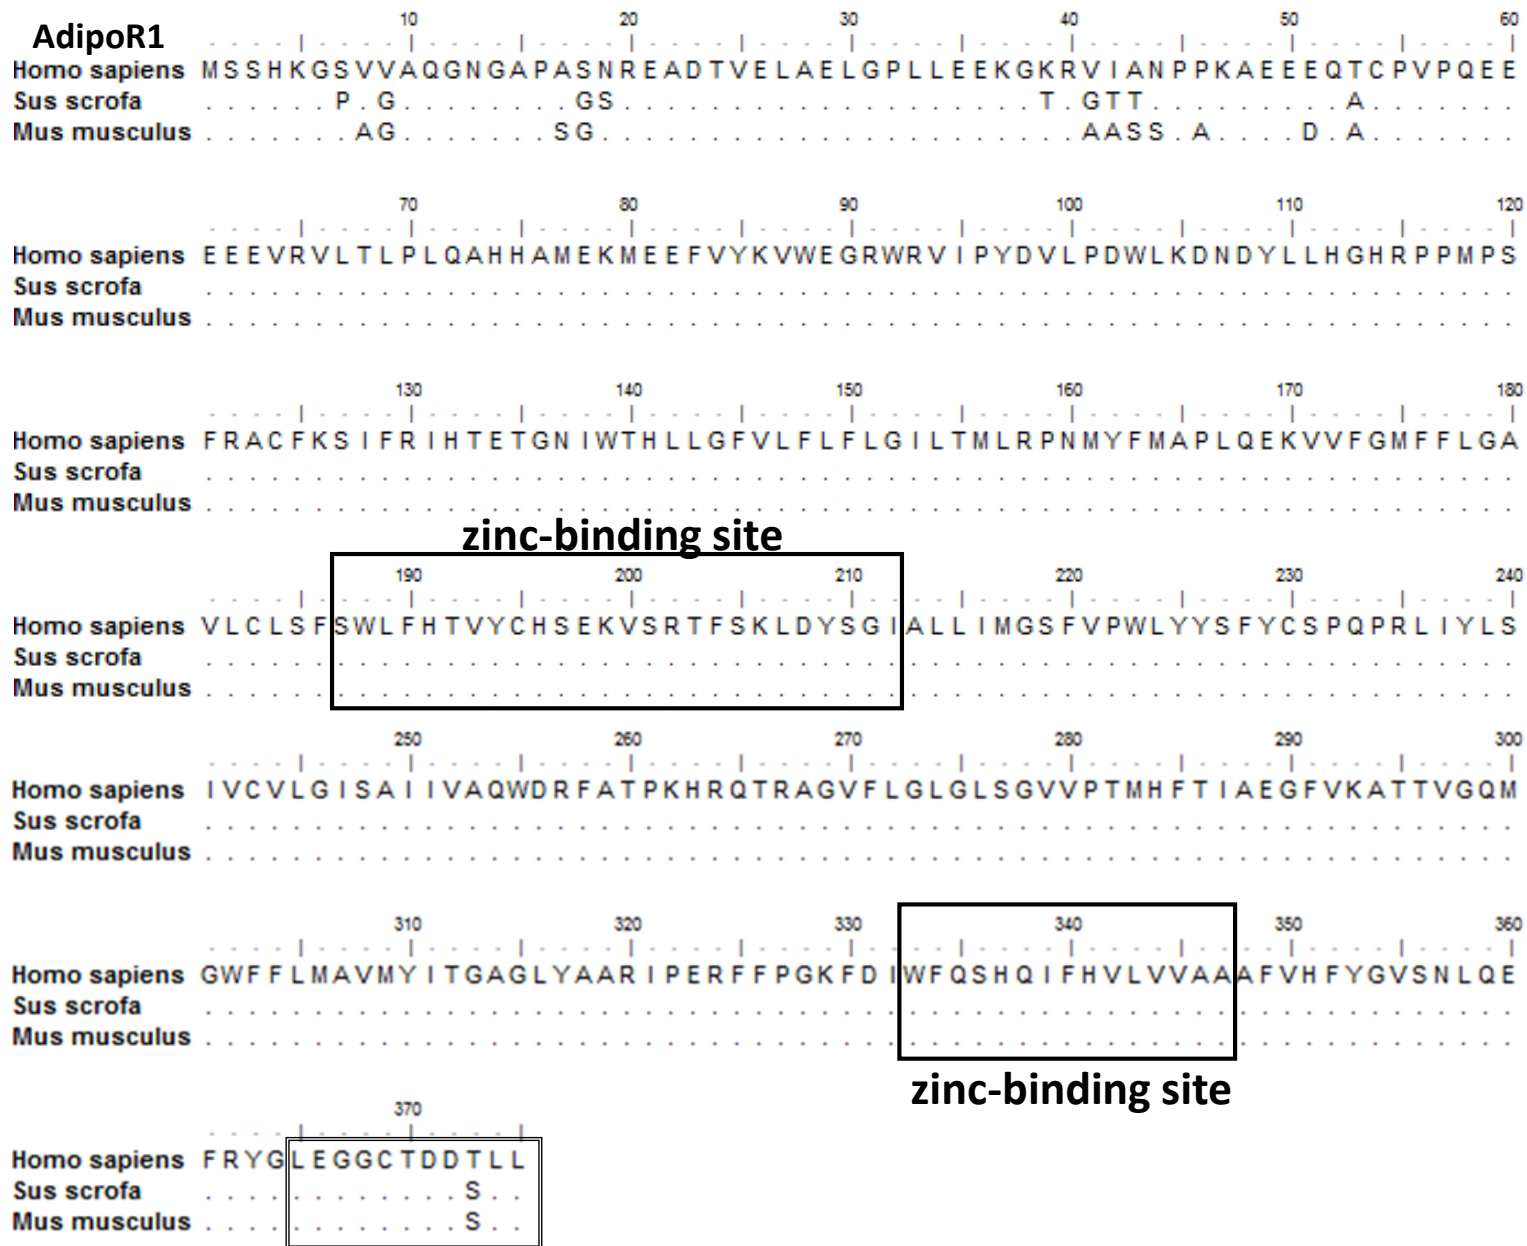 AdipoR1
10 20 30 40 50 60
....|....|....|....|....|....|....|....|....|....|....|....|
Homo sapiens MSSHKGSVVAQGNGAPASNREADTVELAELGPLLEEKGKRVIANPPKAEEEQTCPVPQEE
Sus scrofa ......P.G........GS...................T.GTT.........A.......
Mus musculus .......AG.......SG......................AASS.A....D.A.......
70 80 90 100 110 120
....|....|....|....|....|....|....|....|....|....|....|....|
Homo sapiens EEEVRVLTLPLQAHHAMEKMEEFVYKVWEGRWRVIPYDVLPDWLKDNDYLLHGHRPPMPS
Sus scrofa ............................................................
Mus musculus ............................................................
130 140 150 160 170 180
....|....|....|....|....|....|....|....|....|....|....|....|
Homo sapiens FRACFKSIFRIHTETGNIWTHLLGFVLFLFLGILTMLRPNMYFMAPLQEKVVFGMFFLGA
Sus scrofa ............................................................
Mus musculus ............................................................
zinc-binding site
190 200 210 220 230 240
....|....|....|....|....|....|....|....|....|....|....|....|
Homo sapiens VLCLSFSWLFHTVYCHSEKVSRTFSKLDYSGIALLIMGSFVPWLYYSFYCSPQPRLIYLS
Sus scrofa ............................................................
Mus musculus ............................................................
250 260 270 280 290 300
....|....|....|....|....|....|....|....|....|....|....|....|
Homo sapiens IVCVLGISAIIVAQWDRFATPKHRQTRAGVFLGLGLSGVVPTMHFTIAEGFVKATTVGQM
Sus scrofa ............................................................
Mus musculus ............................................................
310 320 330 340 350 360
....|....|....|....|....|....|....|....|....|....|....|....|
Homo sapiens GWFFLMAVMYITGAGLYAARIPERFFPGKFDIWFQSHQIFHVLVVAAAFVHFYGVSNLQE
Sus scrofa ............................................................
Mus musculus ............................................................
zinc-binding site
370
....|....|....|
Homo sapiens FRYGLEGGCTDDTLL
Sus scrofa ............S..
Mus musculus ............S..